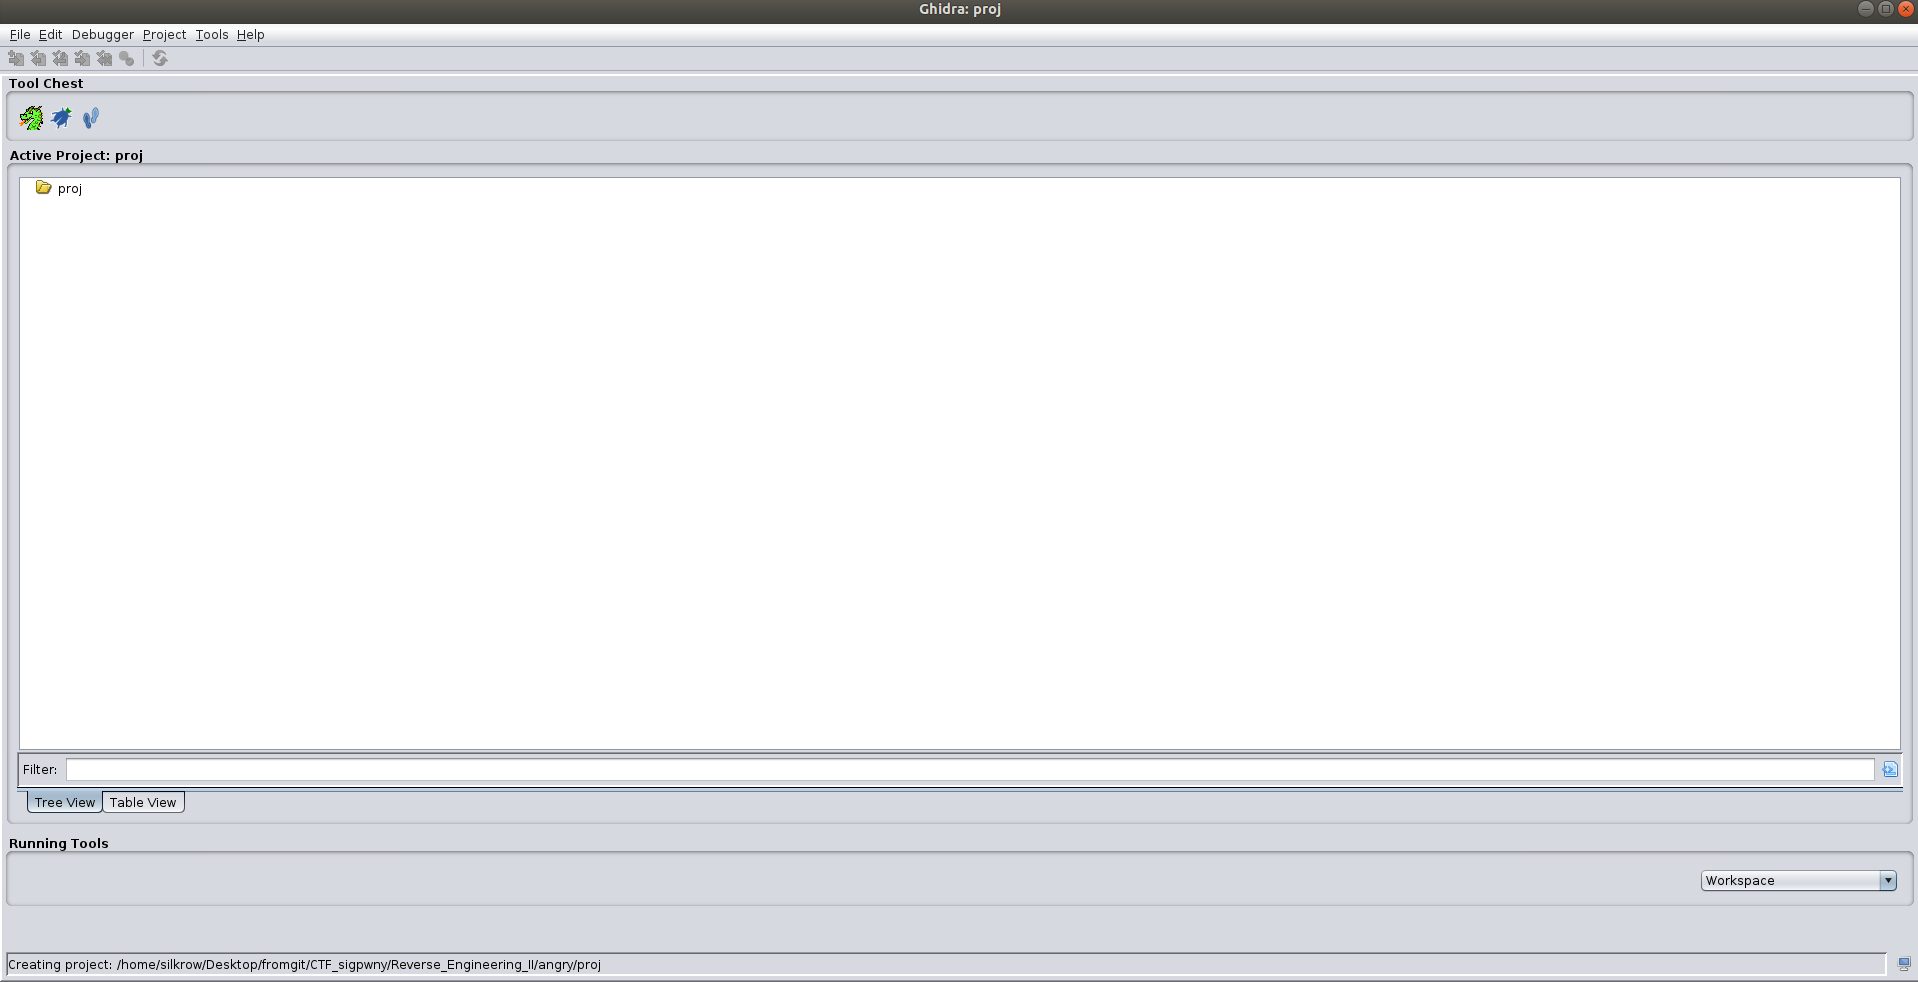 Ghidra: proj
File Edit Debugger Project Tools Help
Tool Chest
Active Project: proj
proj
Filter:
Tree View Table View
Running Tools
Workspace
Creating project: /home/silkrow/Desktop/fromgit/CTF_sigpwny/Reverse_Engineering_II/angry/proj